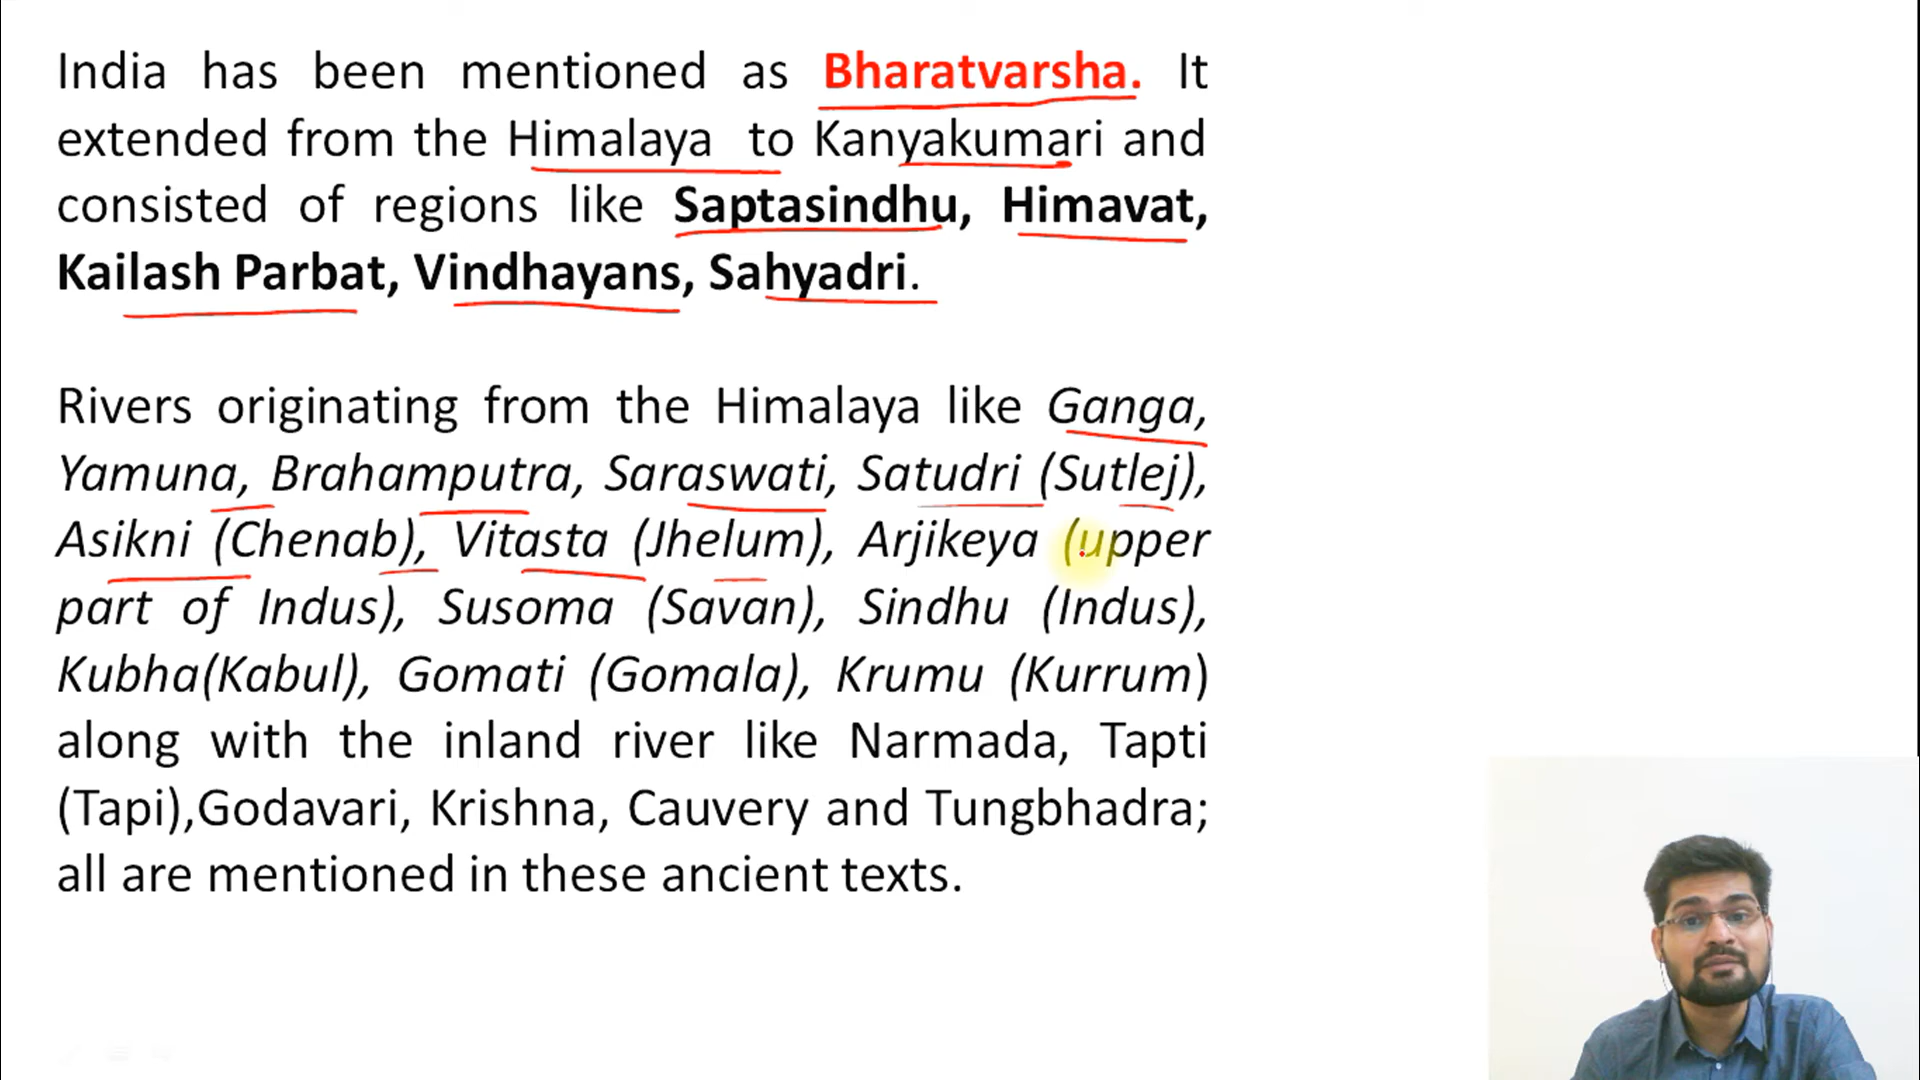 India has been mentioned as Bharatvarsha. It
extended from the Himalaya to Kanyakumari and
consisted of regions like Saptasindhu, Himavat,
Kailash Parbat, Vindhayans, Sahyadri.
Rivers originating from the Himalaya like Ganga,
Yamuna, Brahamputra, Saraswati, Satudri (Sutlej),
Asikni (Chenab), Vitasta (Jhelum), Arjikeya (upper
part of Indus), Susoma (Savan), Sindhu (Indus),
Kubha(Kabul), Gomati (Gomala), Krumu (Kurrum)
along with the inland river like Narmada, Tapti
(Tapi),Godavari, Krishna, Cauvery and Tungbhadra;
all are mentioned in these ancient texts.